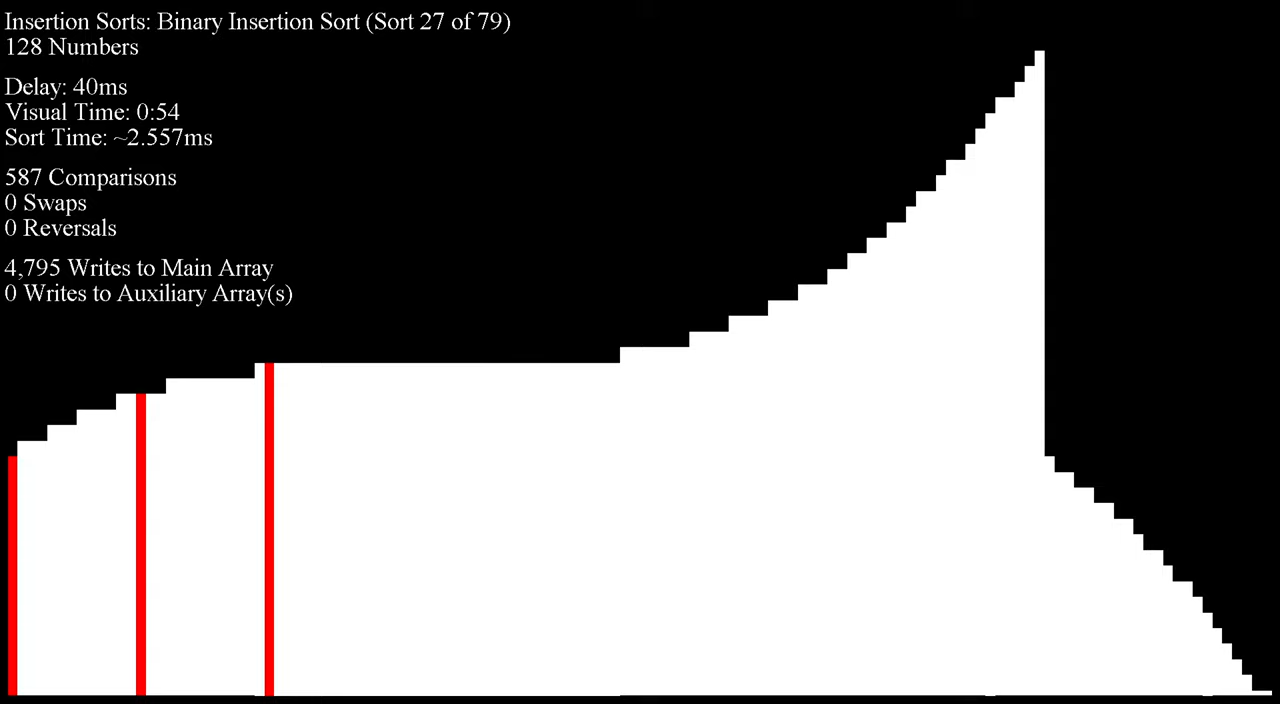 Insertion Sorts: Binary Insertion Sort (Sort 27 of 79)
128 Numbers
Delay: 40ms
Visual Time: 0:54
Sort Time: ~2.557ms
587 Comparisons
0 Swaps
0 Reversals
4,795 Writes to Main Array
0 Writes to Auxiliary Array(s)